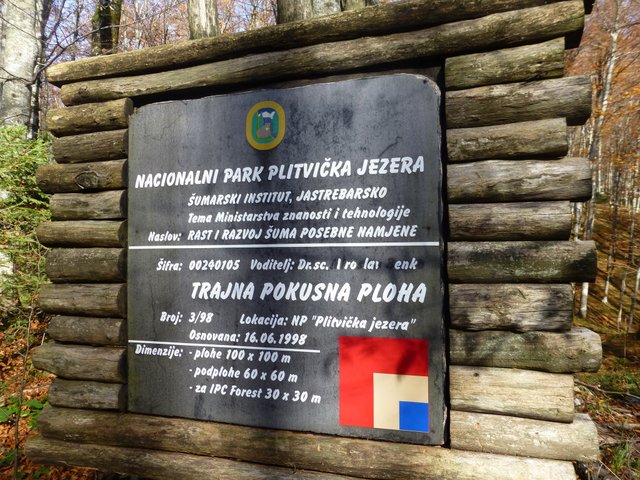 NACIONALNI PARK PLITVIČKA JEZERA
ŠUMARSKI INSTITUT, JASTREBARSKO
Tema Ministarstva znanosti i tehnologije
Naslov: RAST I RAZVOJ ŠUMA POSEBNE NAMJENE
Šifra: 00240105 Voditelj: Dr.sc.
TRAJNA POKUSNA PLOHA
Broj: 3/98 Lokacija: NP "Plitvička jezera"
Osnovana: 16.06.1998
Dimenzije: - plohe 100 x 100 m
- podplohe 60 x 60 m
- za IPC Forest 30 x 30 m